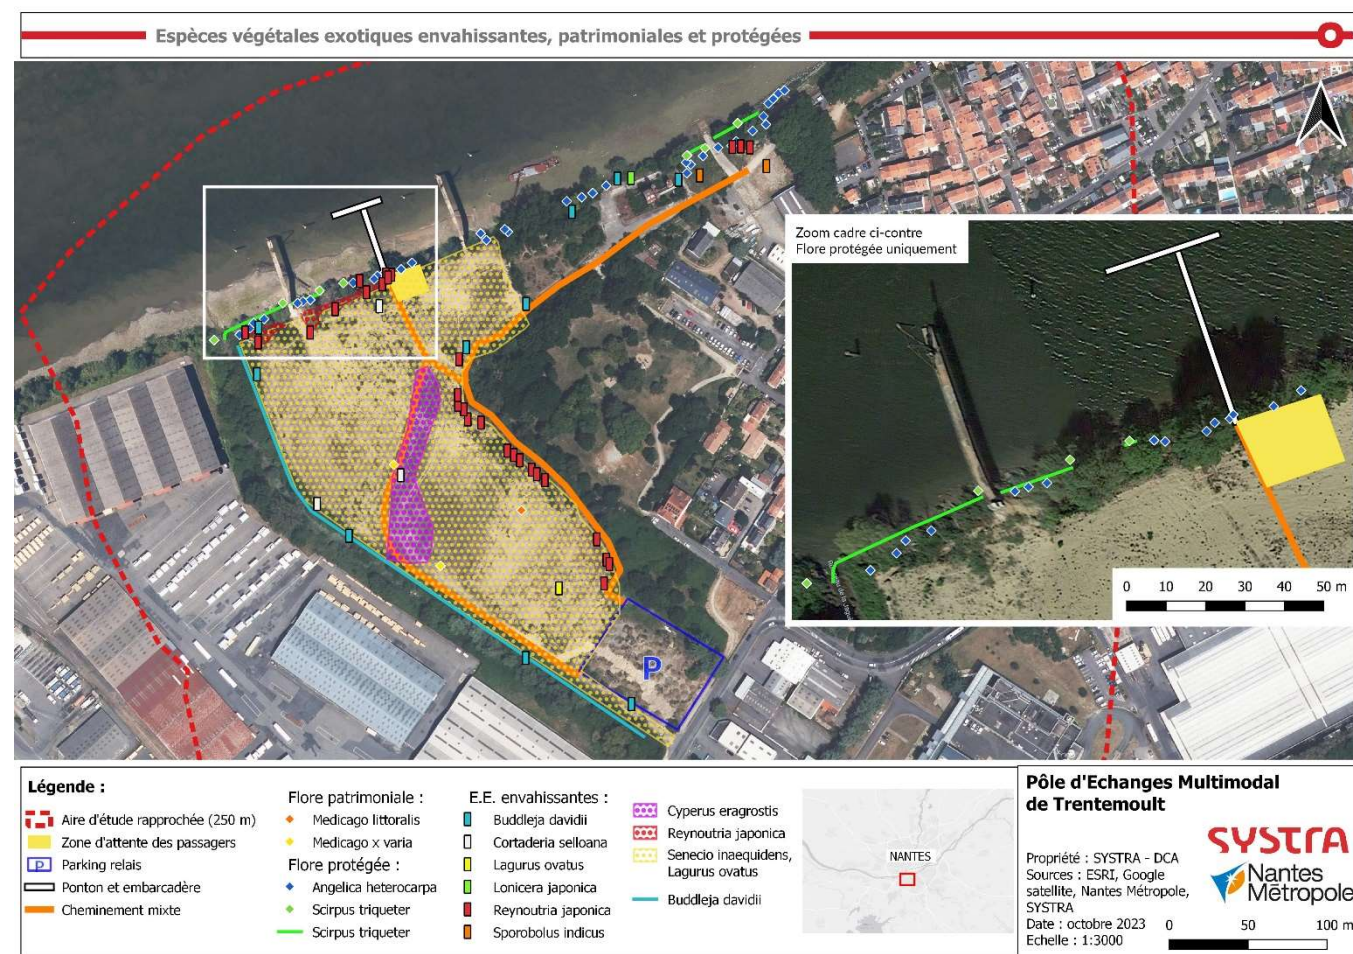 Espèces végétales exotiques envahissantes, patrimoniales et protégées
Zoom cadre ci-contre
Flore protégée uniquement
0 10 20 30 40 50 m
P
Légende :
Aire d'étude rapprochée (250 m)
Zone d'attente des passagers
P
Parking relais
Ponton et embarcadère
Cheminement mixte
Flore patrimoniale :
Medicago littoralis
Medicago x varia
Flore protégée :
Angelica heterocarpa
Scirpus triqueter
Scirpus triqueter
E.E. envahissantes :
Buddleja davidii
Cortaderia selloana
Lagurus ovatus
Lonicera japonica
Reynoutria japonica
Sporobolus indicus
Cyperus eragrostis
Reynoutria japonica
Senecio inaequidens,
Lagurus ovatus
Buddleja davidii
NANTES
Pôle d'Echanges Multimodal
de Trentemoult
Propriété : SYSTRA - DCA
Sources : ESRI, Google
satellite, Nantes Métropole,
SYSTRA
Date : octobre 2023
Echelle : 1:3000
SYSTRA
Nantes
Métropole
0 50 100 m